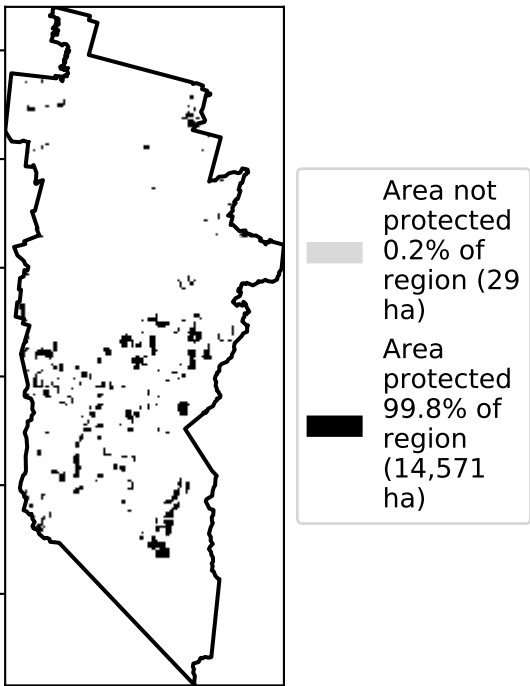 Area not
protected
0.2% of
region (29
ha)
Area
protected
99.8% of
region
(14,571
ha)